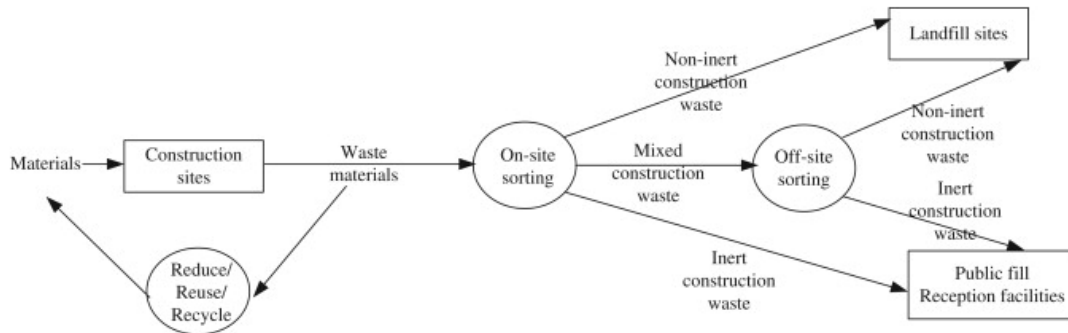 Materials
Construction
sites
Waste
materials
Reduce/
Reuse/
Recycle
On-site
sorting
Non-inert
construction
waste
Mixed
construction
waste
Inert
construction
waste
Off-site
sorting
Non-inert
construction
waste
Inert
construction
waste
Landfill sites
Public fill
Reception facilities